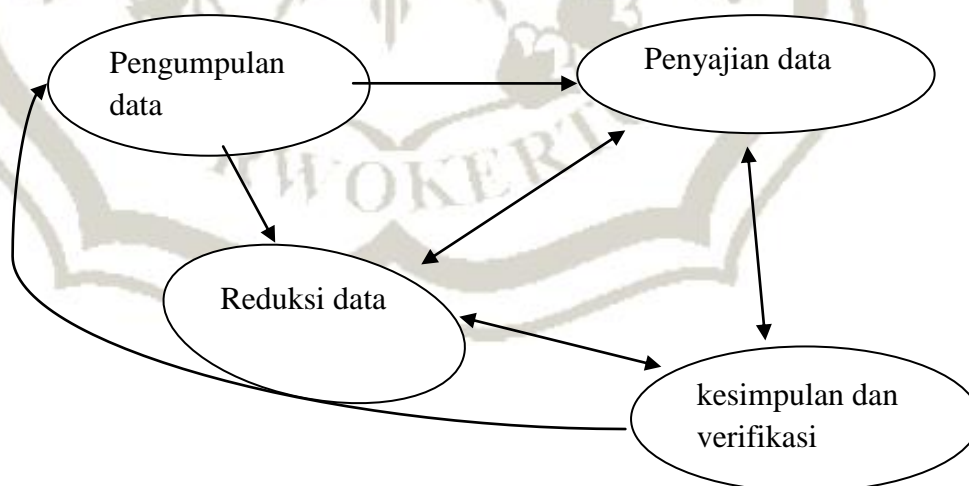 Pengumpulan
data
Penyajian data
Reduksi data
kesimpulan dan
verifikasi